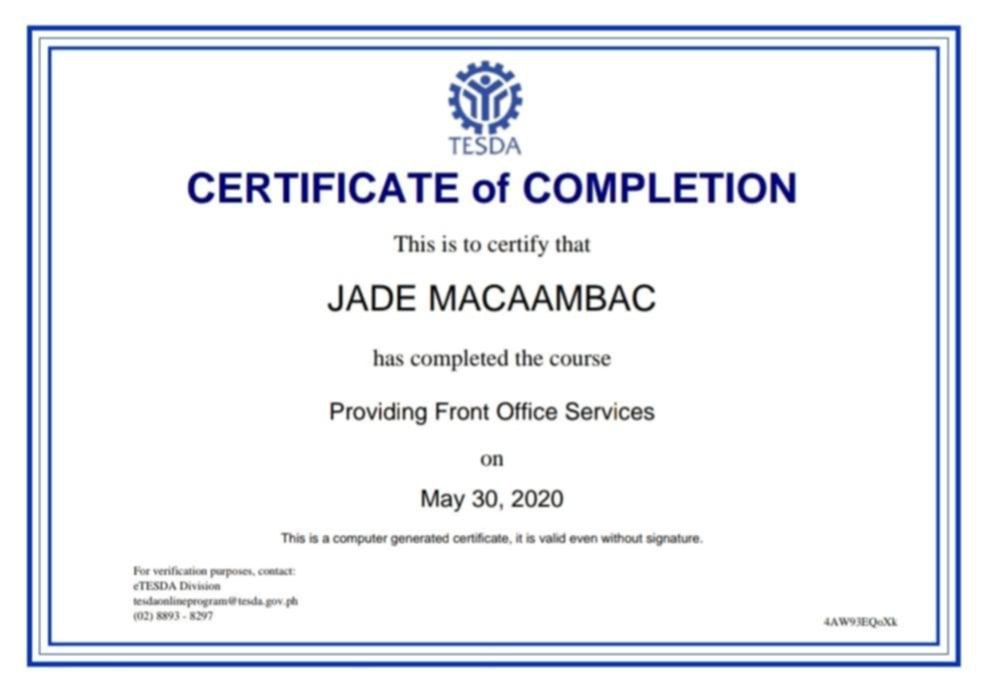 TESDA
CERTIFICATE of COMPLETION
This is to certify that
JADE MACAAMBAC
has completed the course
Providing Front Office Services
on
May 30, 2020
This is a computer generated certificate, it is valid even without signature.
For verification purposes, contact:
eTESDA Division
tesdaonlineprogram@tesda.gov.ph
(02) 8893 - 8297
4AW93EQoXk